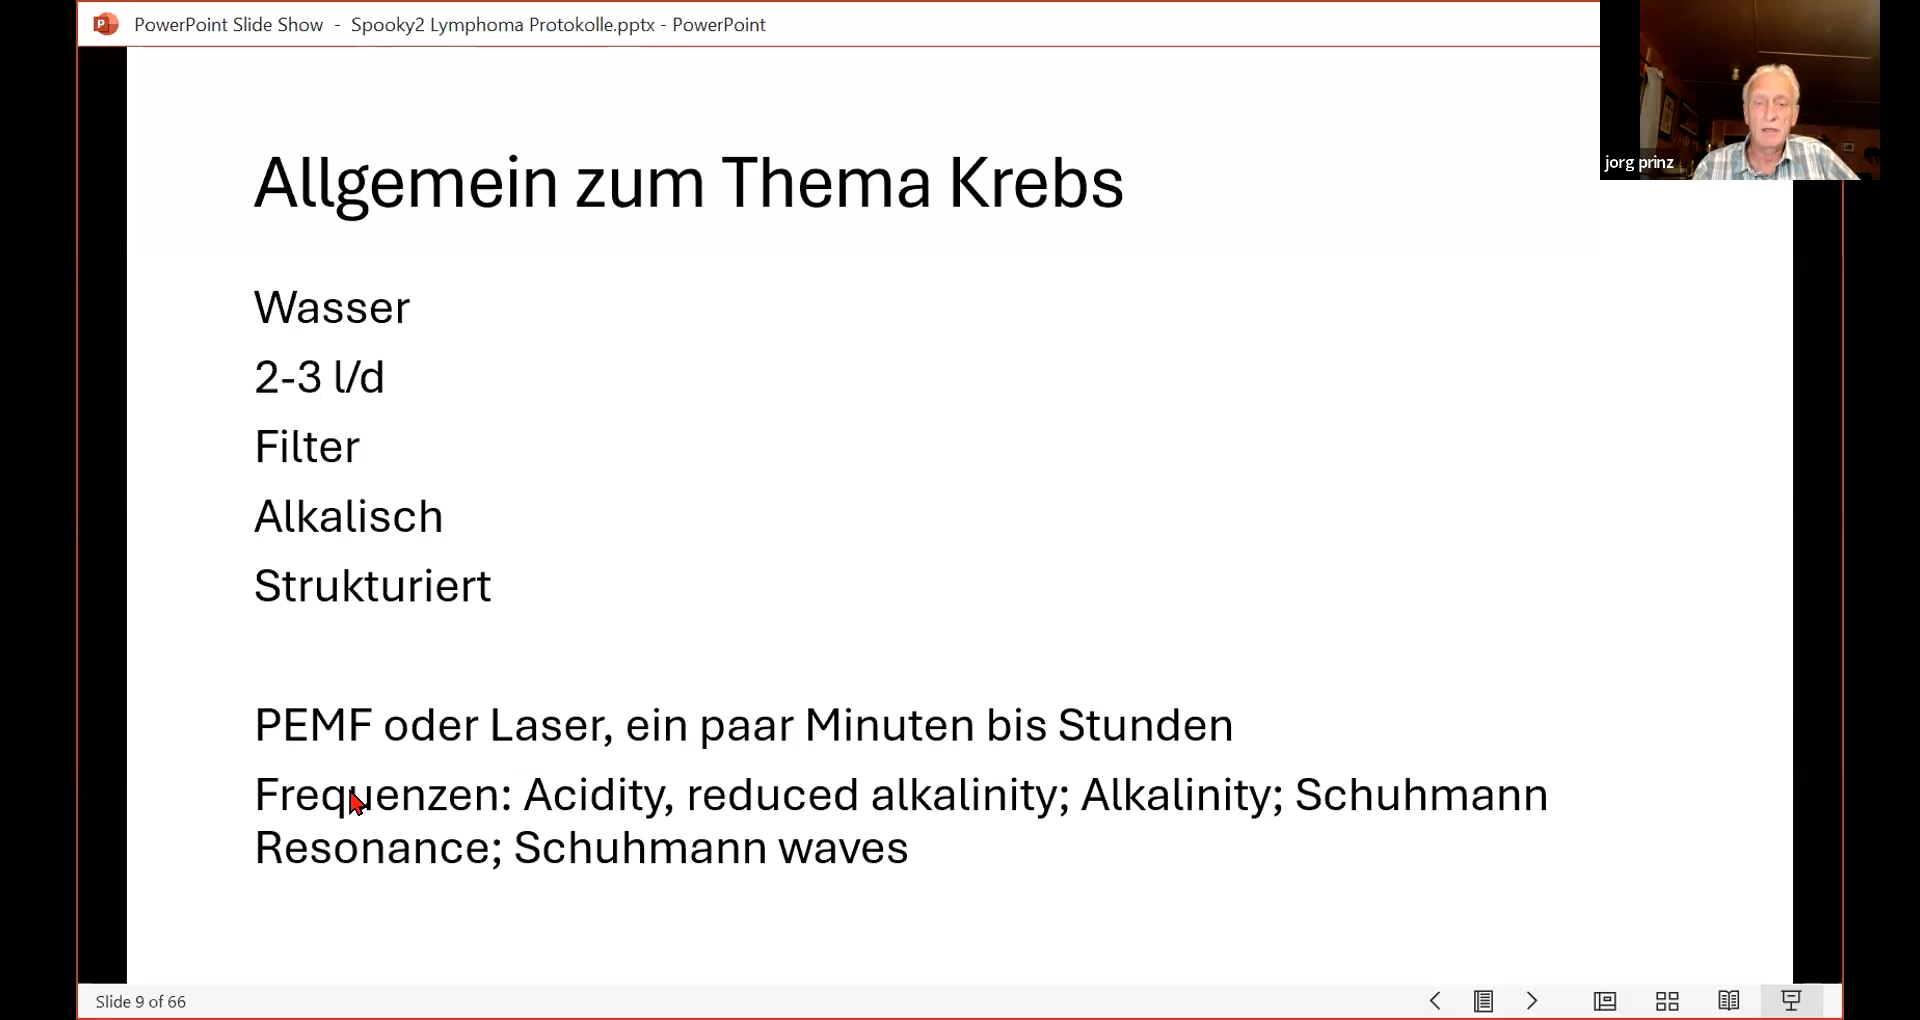 PowerPoint Slide Show - Spooky2 Lymphoma Protokolle.pptx - PowerPoint
jorg prinz
Allgemein zum Thema Krebs
Wasser
2-3 l/d
Filter
Alkalisch
Strukturiert
PEMF oder Laser, ein paar Minuten bis Stunden
Frequenzen: Acidity, reduced alkalinity; Alkalinity; Schuhmann
Resonance; Schuhmann waves
Slide 9 of 66